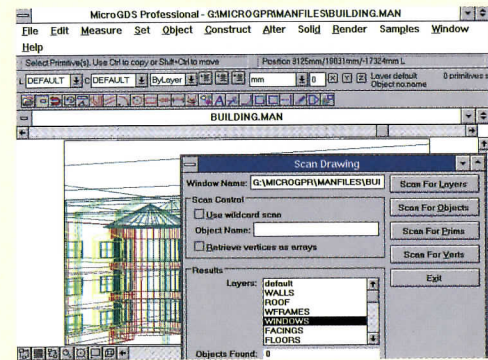 MicroGDS Professional - G:\MICROGPR\MANFILES\BUILDING.MAN
File Edit Measure Set Object Construct Alter Solid Render Samples Window
Help
Select Primitive(s). Use Ctrl to copy or Shift+Ctrl to move Position 9125mm/19831mm/-17324mm L
L DEFAULT C DEFAULT ByLayer mm 0 X Y Z Layer default 0 primitives s
Object no name
BUILDING.MAN
Scan Drawing
Window Name: G:\MICROGPR\MANFILES\BUI Scan For Layers
Scan Control
Use wildcard scan Scan For Objects
Object Name: Scan For Prims
Retrieve vertices as arrays Scan For Verts
Results Exit
Layers: default
WALLS
ROOF
WFRAMES
WINDOWS
FACINGS
FLOORS
Objects Found: 0